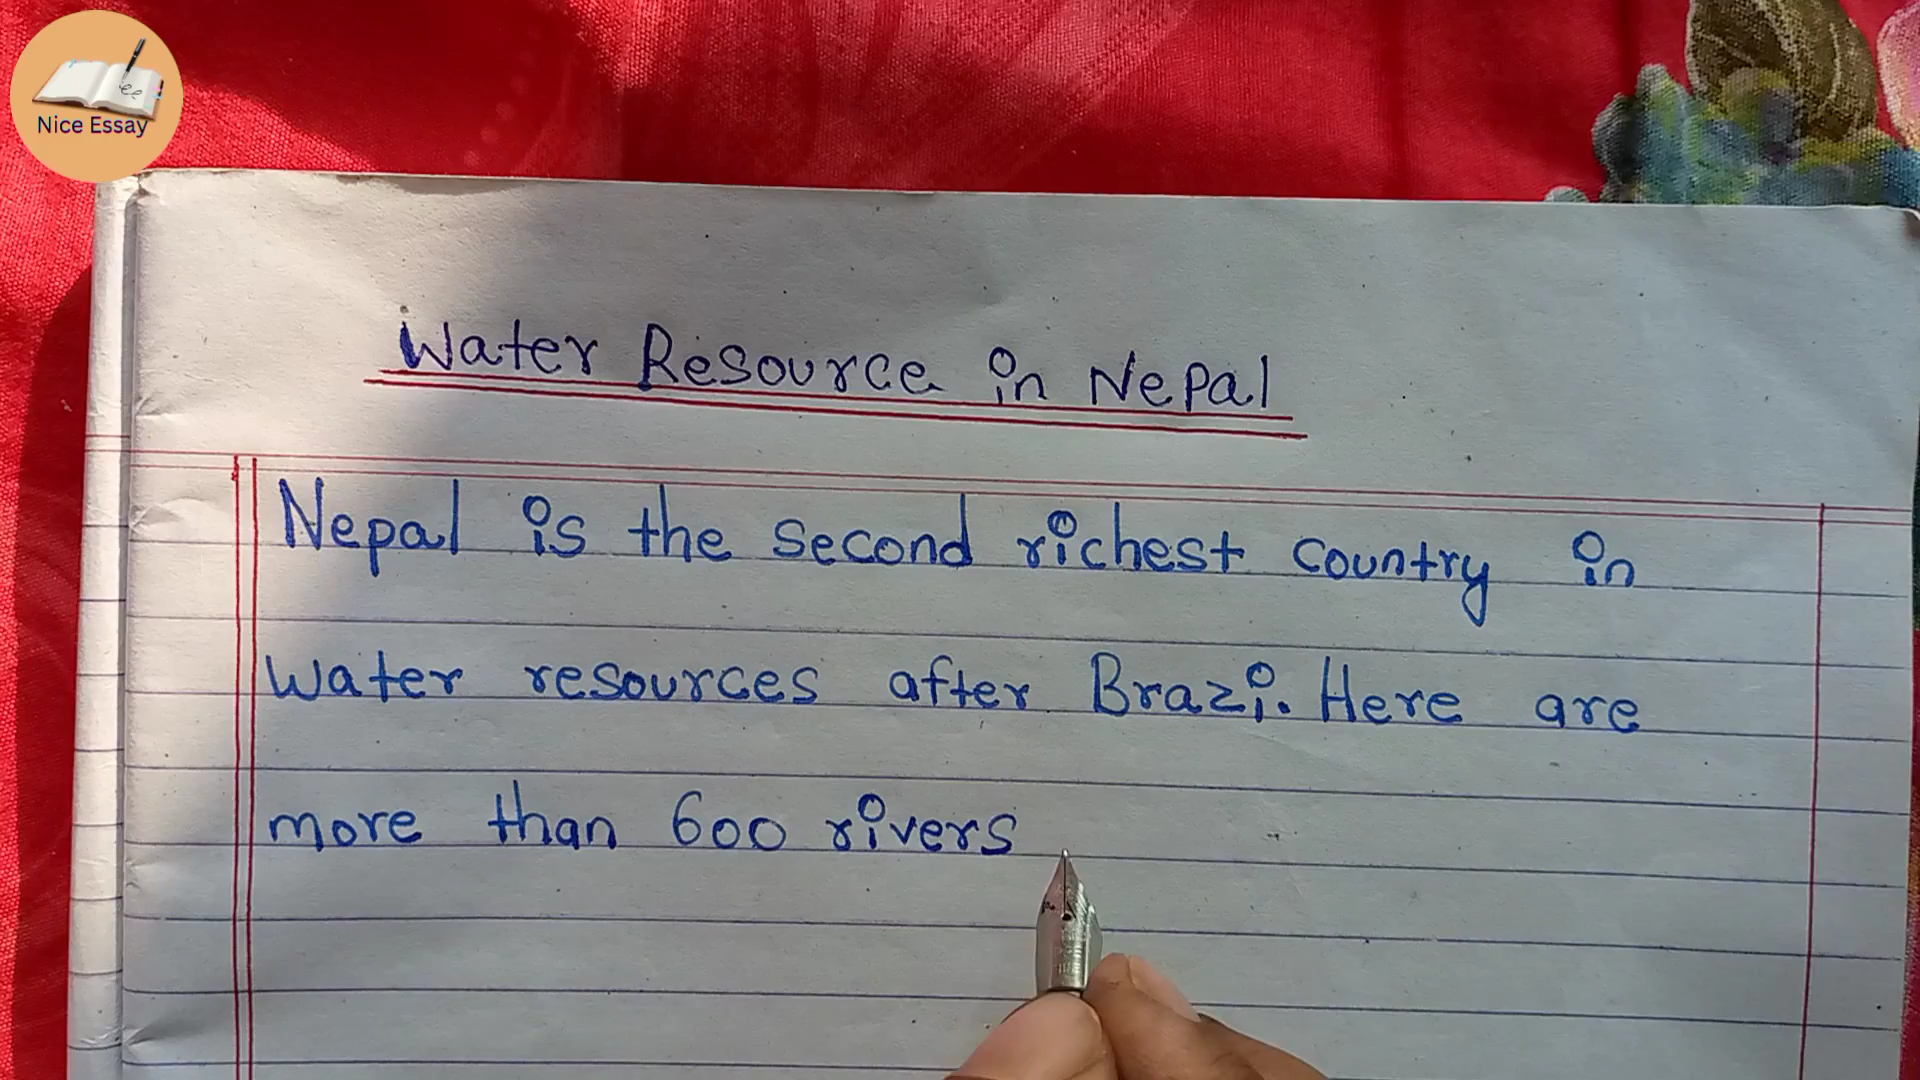 Nice Essay
Water Resource in Nepal
Nepal is the second richest country in
water resources after Brazi. Here are
more than 600 rivers